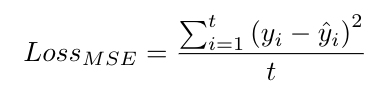 $Loss_{MSE} = \frac{\sum_{i=1}^{t} (y_i - \hat{y}_i)^2}{t}$